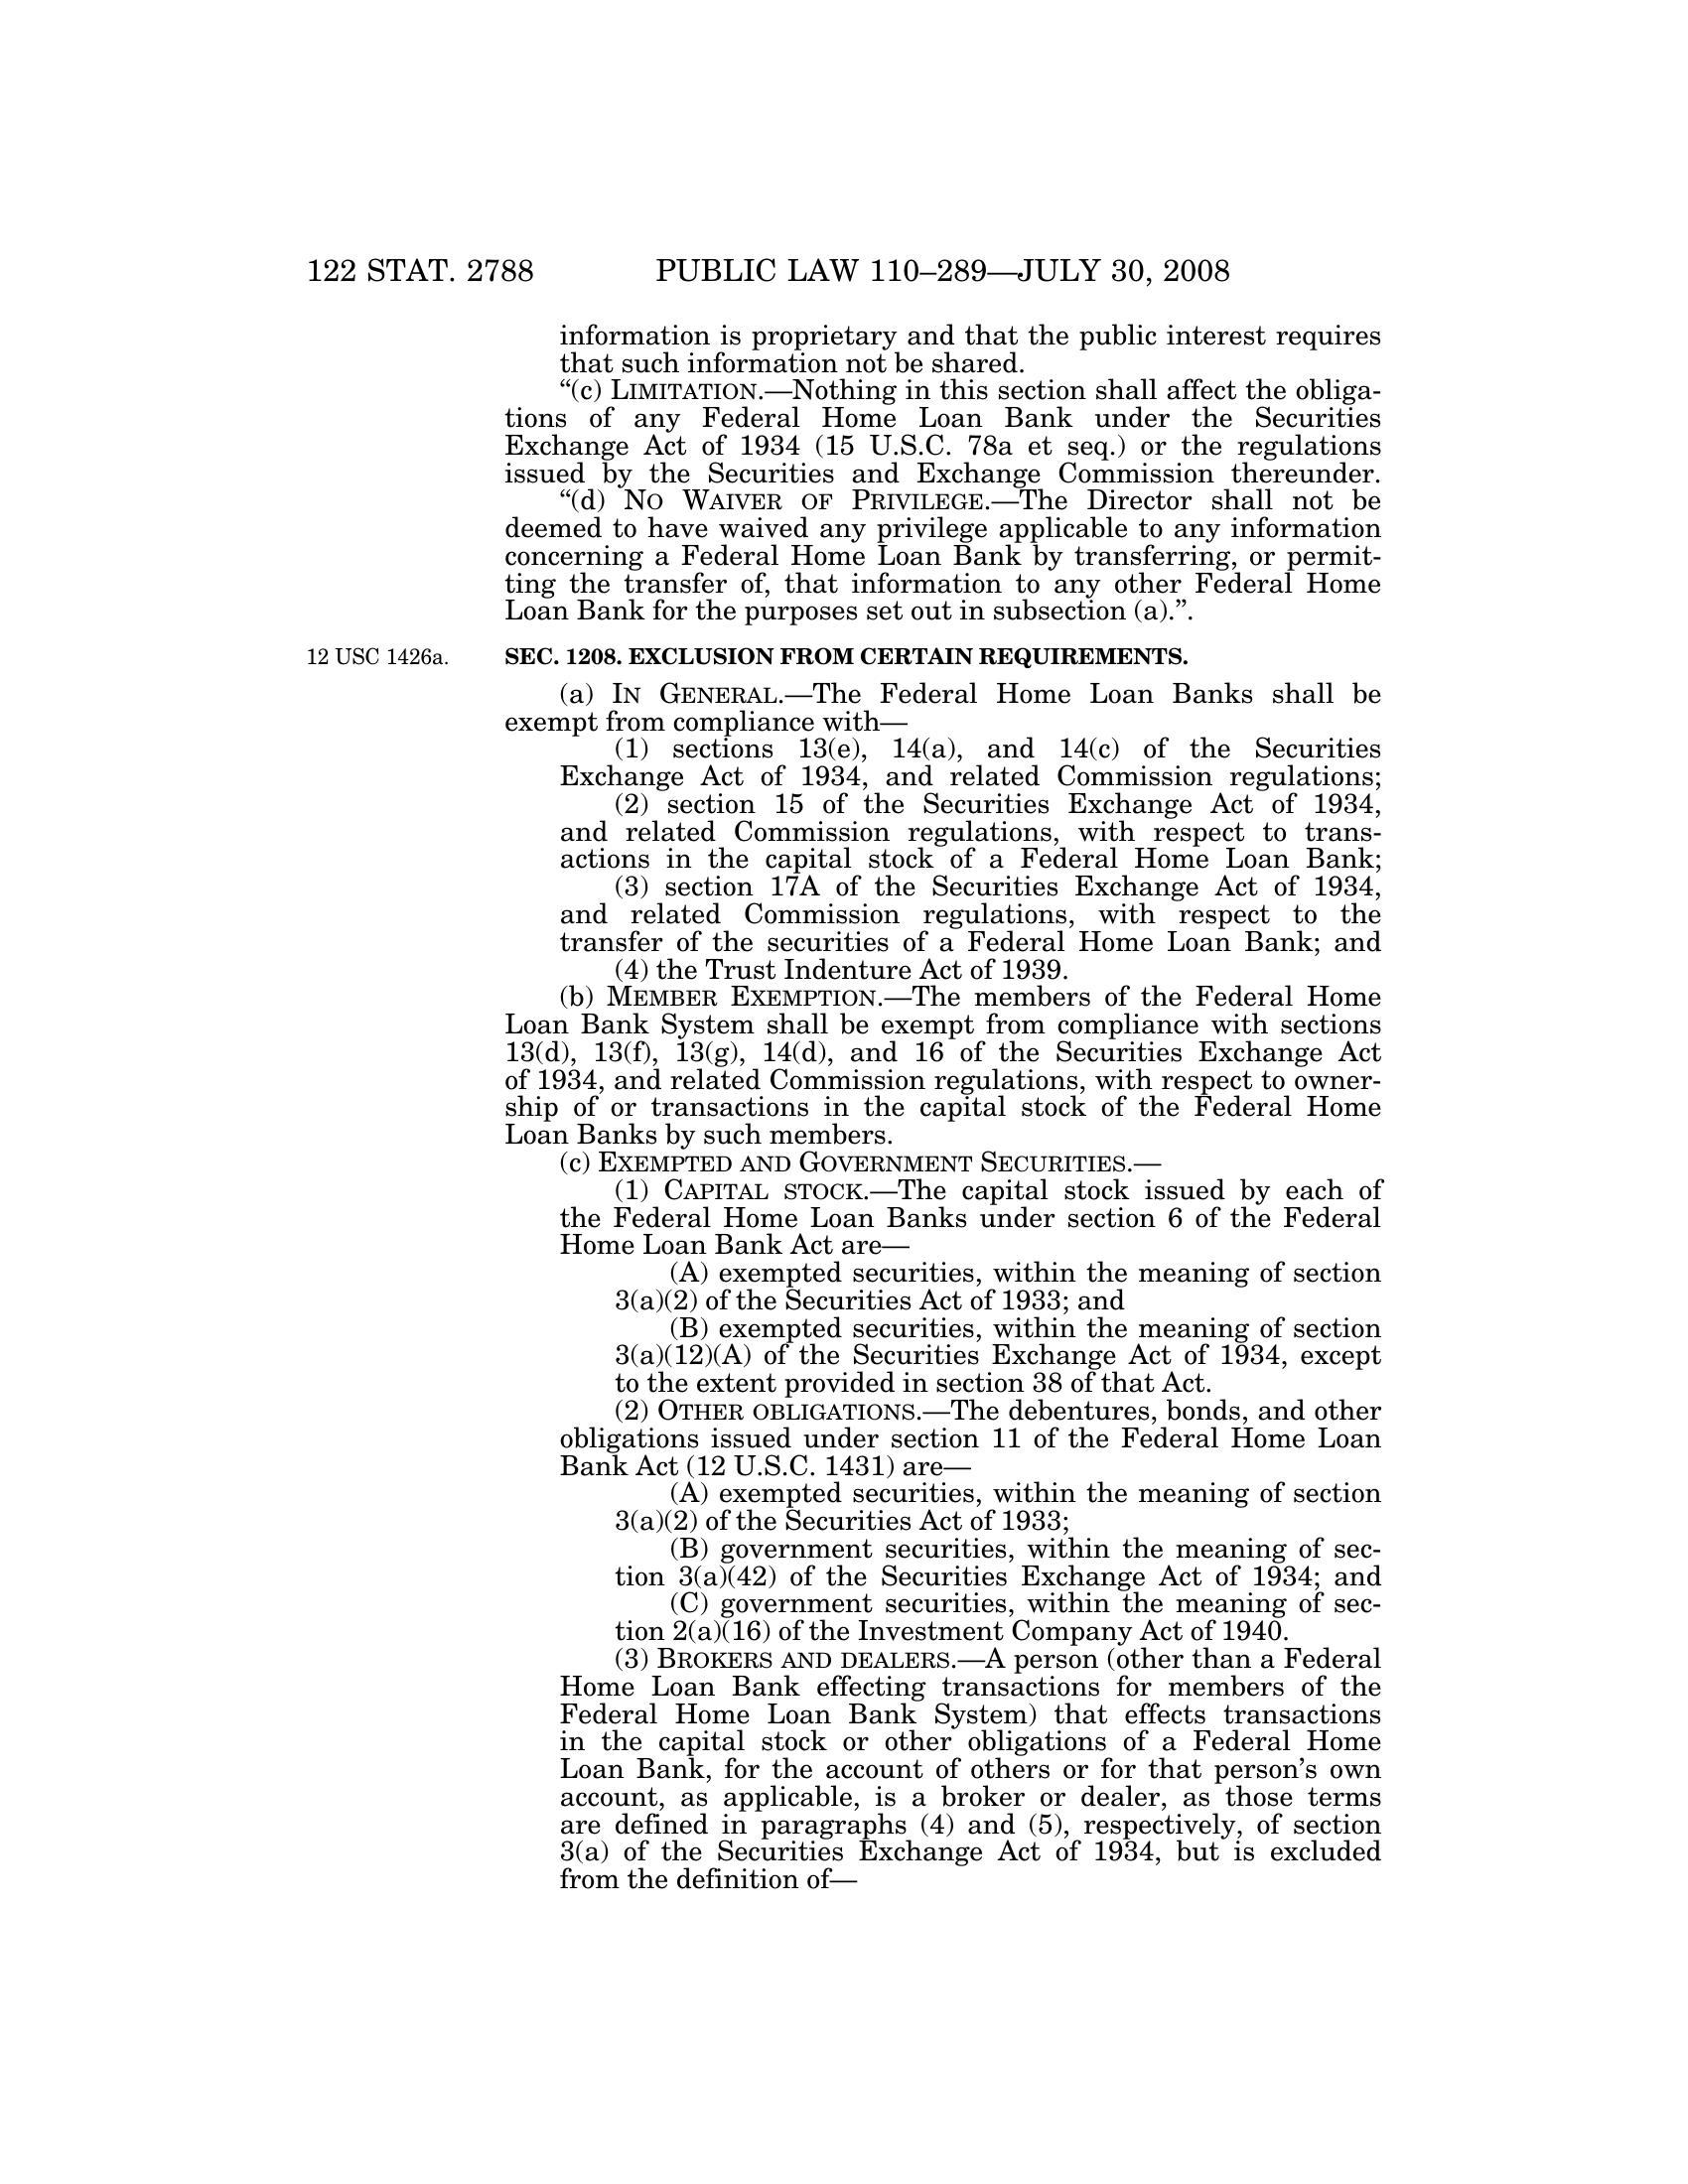 122 STAT. 2788 PUBLIC LAW 110–289—JULY 30, 2008
information is proprietary and that the public interest requires
that such information not be shared.
“(c) LIMITATION.—Nothing in this section shall affect the obliga-
tions of any Federal Home Loan Bank under the Securities
Exchange Act of 1934 (15 U.S.C. 78a et seq.) or the regulations
issued by the Securities and Exchange Commission thereunder.
“(d) NO WAIVER OF PRIVILEGE.—The Director shall not be
deemed to have waived any privilege applicable to any information
concerning a Federal Home Loan Bank by transferring, or permit-
ting the transfer of, that information to any other Federal Home
Loan Bank for the purposes set out in subsection (a).”.
12 USC 1426a. SEC. 1208. EXCLUSION FROM CERTAIN REQUIREMENTS.
(a) IN GENERAL.—The Federal Home Loan Banks shall be
exempt from compliance with—
(1) sections 13(e), 14(a), and 14(c) of the Securities
Exchange Act of 1934, and related Commission regulations;
(2) section 15 of the Securities Exchange Act of 1934,
and related Commission regulations, with respect to trans-
actions in the capital stock of a Federal Home Loan Bank;
(3) section 17A of the Securities Exchange Act of 1934,
and related Commission regulations, with respect to the
transfer of the securities of a Federal Home Loan Bank; and
(4) the Trust Indenture Act of 1939.
(b) MEMBER EXEMPTION.—The members of the Federal Home
Loan Bank System shall be exempt from compliance with sections
13(d), 13(f), 13(g), 14(d), and 16 of the Securities Exchange Act
of 1934, and related Commission regulations, with respect to owner-
ship of or transactions in the capital stock of the Federal Home
Loan Banks by such members.
(c) EXEMPTED AND GOVERNMENT SECURITIES.—
(1) CAPITAL STOCK.—The capital stock issued by each of
the Federal Home Loan Banks under section 6 of the Federal
Home Loan Bank Act are—
(A) exempted securities, within the meaning of section
3(a)(2) of the Securities Act of 1933; and
(B) exempted securities, within the meaning of section
3(a)(12)(A) of the Securities Exchange Act of 1934, except
to the extent provided in section 38 of that Act.
(2) OTHER OBLIGATIONS.—The debentures, bonds, and other
obligations issued under section 11 of the Federal Home Loan
Bank Act (12 U.S.C. 1431) are—
(A) exempted securities, within the meaning of section
3(a)(2) of the Securities Act of 1933;
(B) government securities, within the meaning of sec-
tion 3(a)(42) of the Securities Exchange Act of 1934; and
(C) government securities, within the meaning of sec-
tion 2(a)(16) of the Investment Company Act of 1940.
(3) BROKERS AND DEALERS.—A person (other than a Federal
Home Loan Bank effecting transactions for members of the
Federal Home Loan Bank System) that effects transactions
in the capital stock or other obligations of a Federal Home
Loan Bank, for the account of others or for that person’s own
account, as applicable, is a broker or dealer, as those terms
are defined in paragraphs (4) and (5), respectively, of section
3(a) of the Securities Exchange Act of 1934, but is excluded
from the definition of—